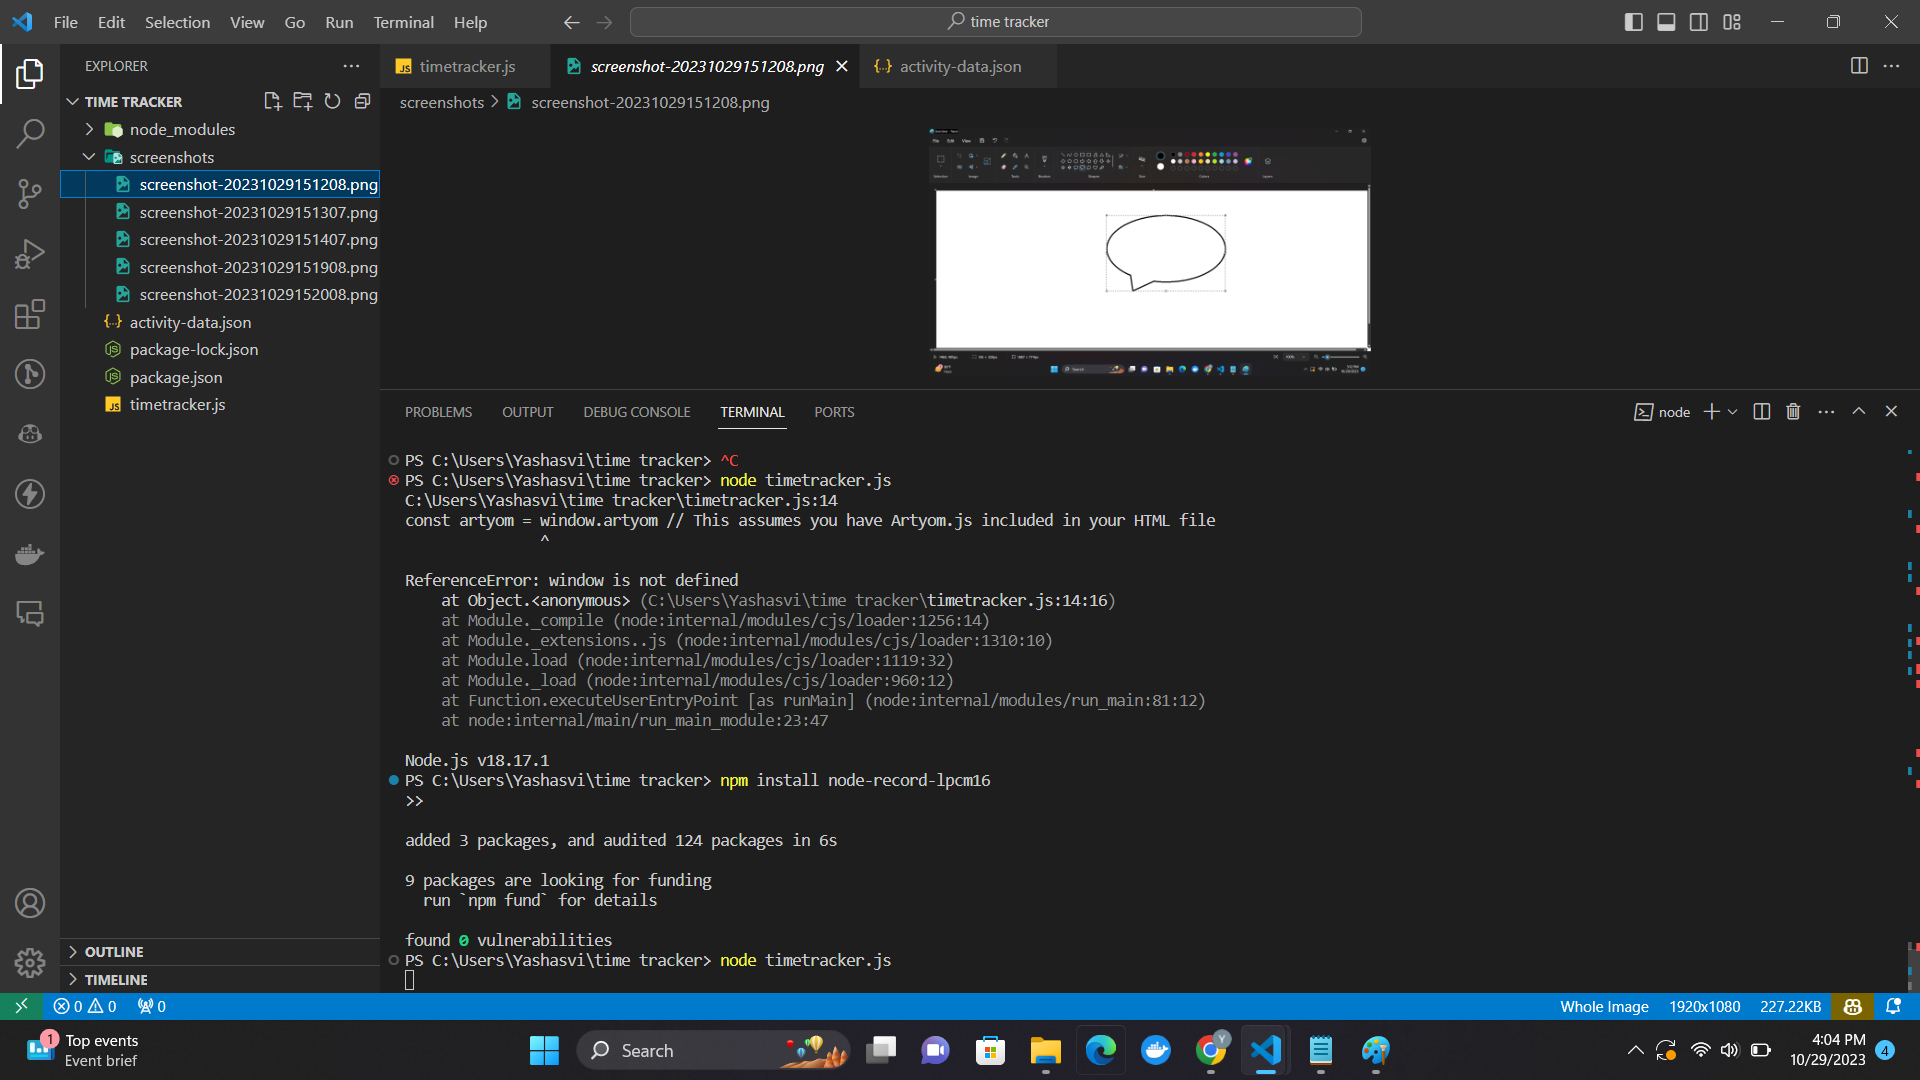 File Edit Selection View Go Run Terminal Help
time tracker
EXPLORER
timetracker.js
screenshot-20231029151208.png
activity-data.json
TIME TRACKER
screenshots > screenshot-20231029151208.png
node_modules
screenshots
screenshot-20231029151208.png
screenshot-20231029151307.png
screenshot-20231029151407.png
screenshot-20231029151908.png
screenshot-20231029152008.png
activity-data.json
package-lock.json
package.json
timetracker.js
PROBLEMS OUTPUT DEBUG CONSOLE TERMINAL PORTS
node
PS C:\Users\Yashasvi\time tracker> ^C
PS C:\Users\Yashasvi\time tracker> node timetracker.js
C:\Users\Yashasvi\time tracker\timetracker.js:14
const artyom = window.artyom // This assumes you have Artyom.js included in your HTML file
^
ReferenceError: window is not defined
at Object.<anonymous> (C:\Users\Yashasvi\time tracker\timetracker.js:14:16)
at Module._compile (node:internal/modules/cjs/loader:1256:14)
at Module._extensions..js (node:internal/modules/cjs/loader:1310:10)
at Module.load (node:internal/modules/cjs/loader:1119:32)
at Module._load (node:internal/modules/cjs/loader:960:12)
at Function.executeUserEntryPoint [as runMain] (node:internal/modules/run_main:81:12)
at node:internal/main/run_main_module:23:47
Node.js v18.17.1
PS C:\Users\Yashasvi\time tracker> npm install node-record-lpcm16
>>
added 3 packages, and audited 124 packages in 6s
9 packages are looking for funding
run `npm fund` for details
found 0 vulnerabilities
PS C:\Users\Yashasvi\time tracker> node timetracker.js
OUTLINE
TIMELINE
0 0 0
Whole Image 1920x1080 227.22KB
1
Top events
Event brief
Search
Y
4:04 PM
10/29/2023
4